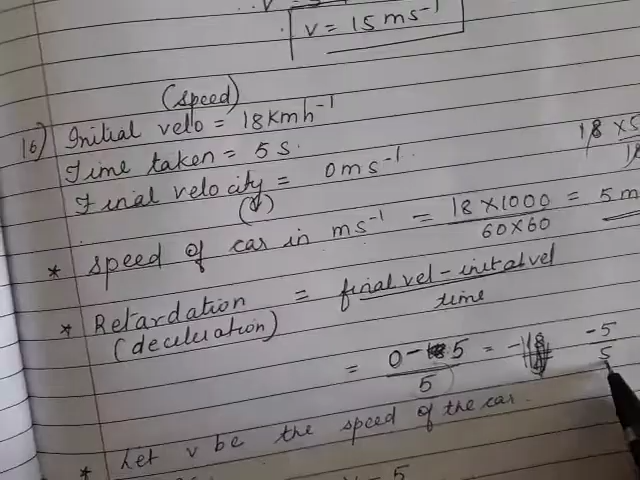 v = 15 ms⁻¹
(speed)
16) Initial velo = 18 Kmh⁻¹
Time taken = 5 s.
Final velocity = 0 ms⁻¹.
18 × 5
18
* speed of car in ms⁻¹ = 18 × 1000 / 60 × 60 = 5 m
* Retardation = final vel - initial vel / time
(deceleration)
= 0 - 5 / 5 = - -5 / 5
* Let v be the speed of the car.
5